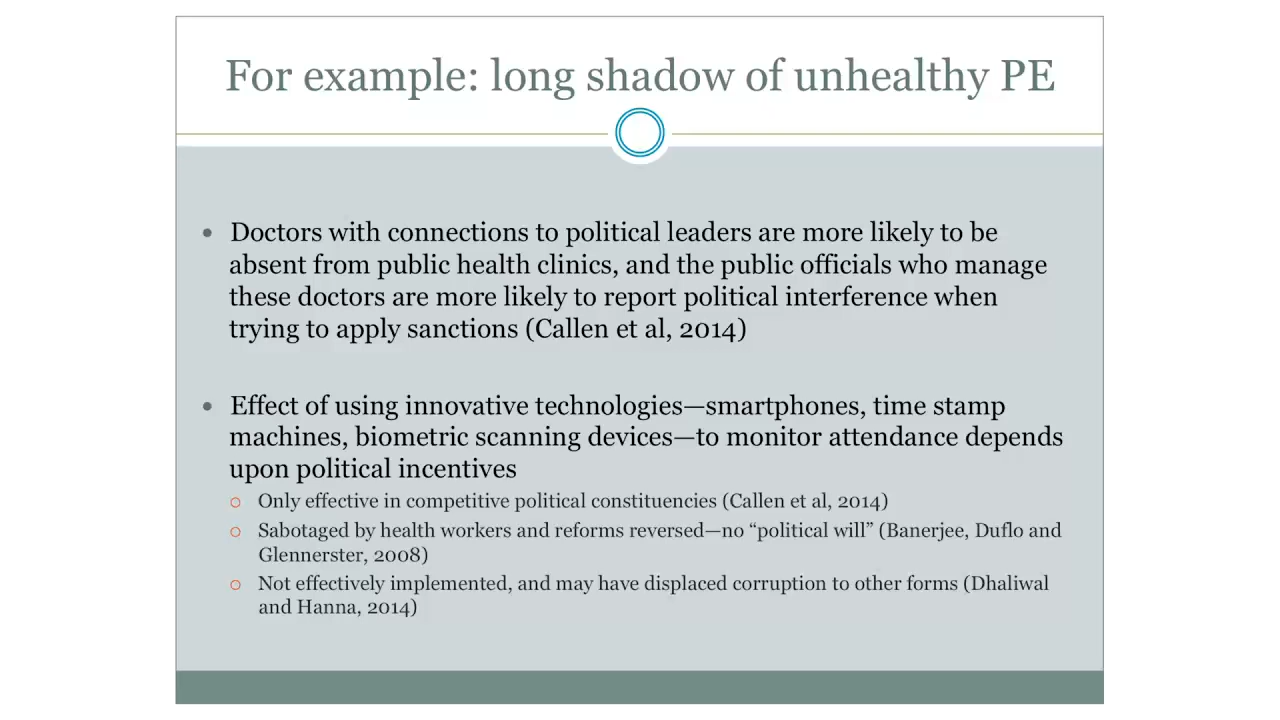 For example: long shadow of unhealthy PE
Doctors with connections to political leaders are more likely to be
absent from public health clinics, and the public officials who manage
these doctors are more likely to report political interference when
trying to apply sanctions (Callen et al, 2014)
Effect of using innovative technologies—smartphones, time stamp
machines, biometric scanning devices—to monitor attendance depends
upon political incentives
Only effective in competitive political constituencies (Callen et al, 2014)
Sabotaged by health workers and reforms reversed—no “political will” (Banerjee, Duflo and
Glennerster, 2008)
Not effectively implemented, and may have displaced corruption to other forms (Dhaliwal
and Hanna, 2014)